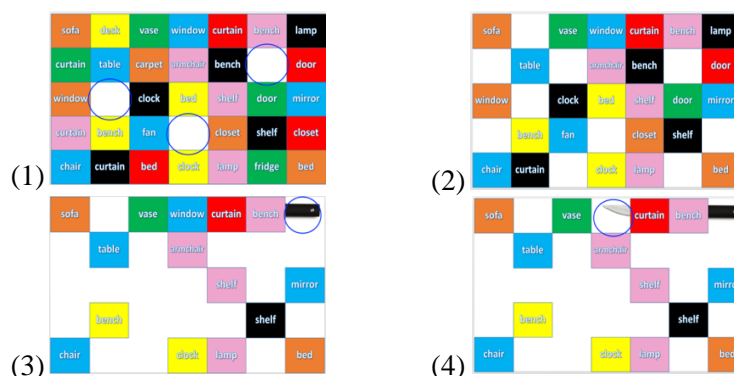 sofa desk vase window curtain bench lamp
curtain table carpet armchair bench door
window clock bed shelf door mirror
curtain bench fan closet shelf closet
chair curtain bed clock lamp fridge bed
(1)
sofa vase window curtain bench lamp
table armchair bench door
window clock bed shelf door mirror
bench fan closet shelf
chair curtain clock lamp bed
(2)
sofa vase window curtain bench
table armchair
shelf mirror
bench shelf
chair clock lamp bed
(3)
sofa vase curtain bench
table armchair
shelf mirror
bench shelf
chair clock lamp bed
(4)